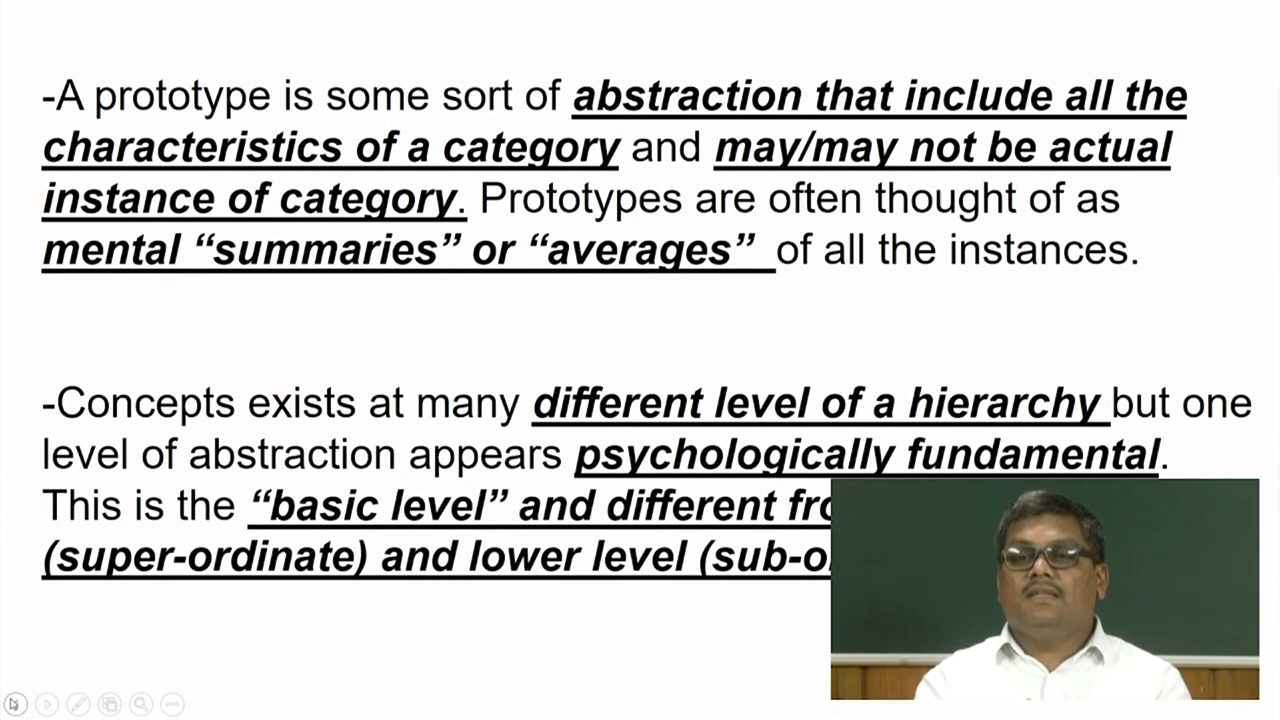 -A prototype is some sort of abstraction that include all the
characteristics of a category and may/may not be actual
instance of category. Prototypes are often thought of as
mental “summaries” or “averages” of all the instances.
-Concepts exists at many different level of a hierarchy but one
level of abstraction appears psychologically fundamental.
This is the “basic level” and different
(super-ordinate) and lower level